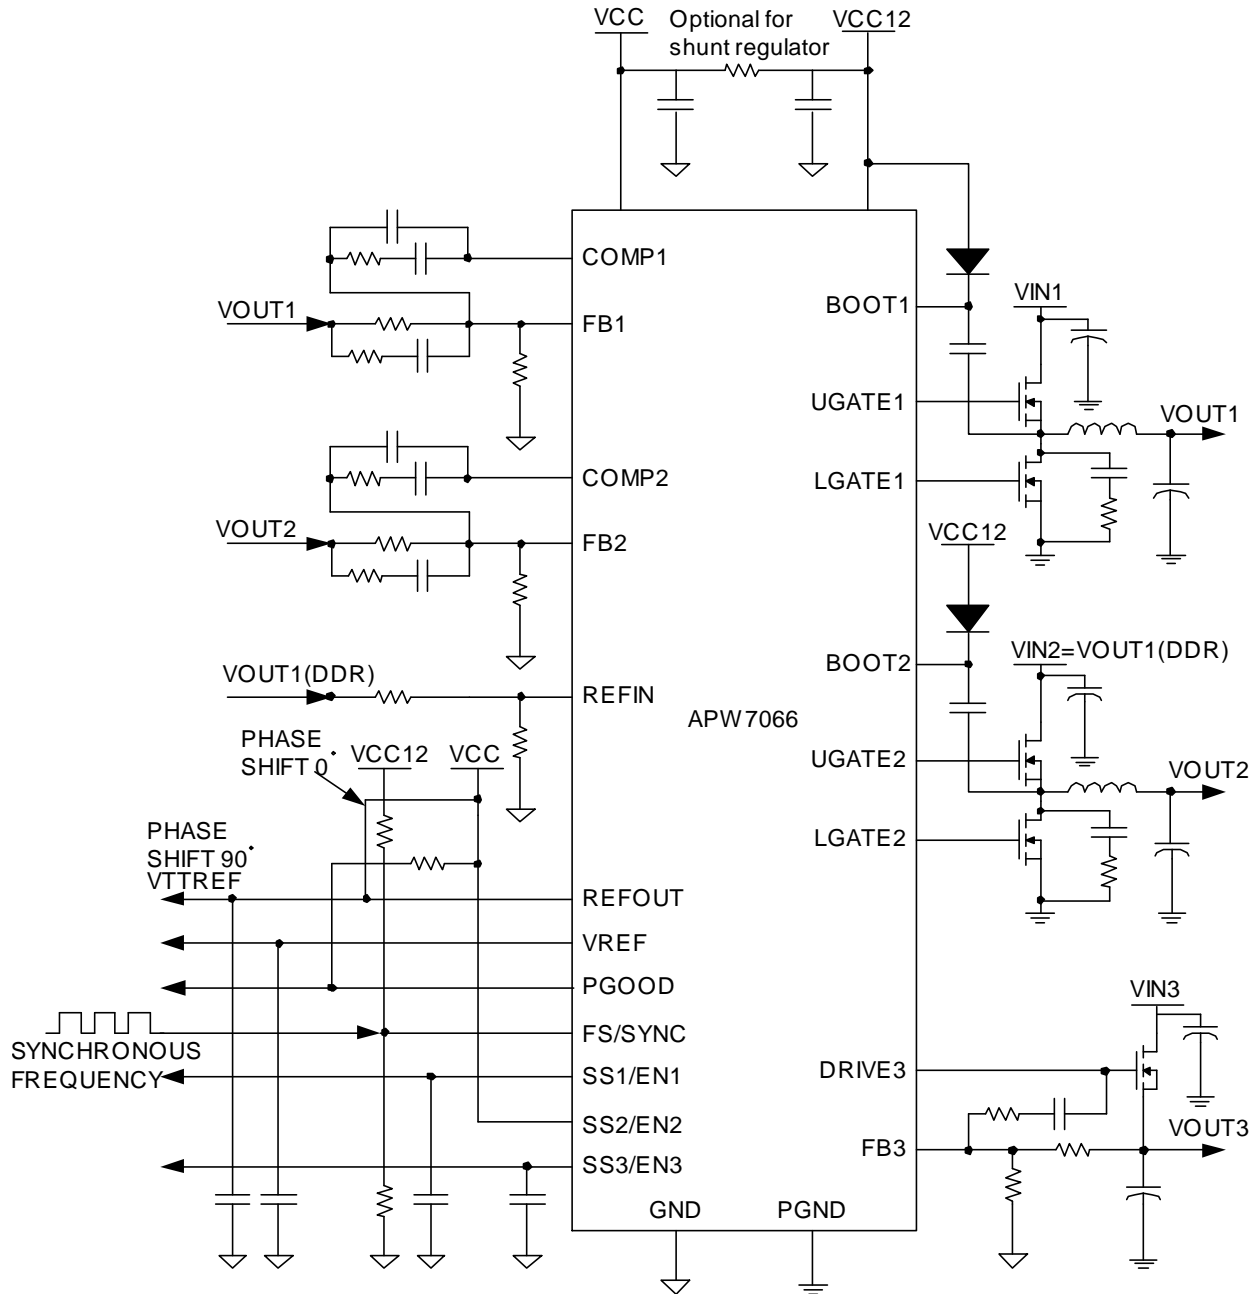 VCC
Optional for
shunt regulator
VCC12
COMP1
VOUT1
FB1
COMP2
VOUT2
FB2
VOUT1(DDR)
REFIN
PHASE
SHIFT 0°
VCC12
VCC
PHASE
SHIFT 90°
VTTREF
REFOUT
VREF
PGOOD
FS/SYNC
SYNCHRONOUS
FREQUENCY
SS1/EN1
SS2/EN2
SS3/EN3
GND
PGND
APW7066
BOOT1
VIN1
UGATE1
VOUT1
LGATE1
VCC12
BOOT2
VIN2=VOUT1(DDR)
UGATE2
VOUT2
LGATE2
VIN3
DRIVE3
FB3
VOUT3